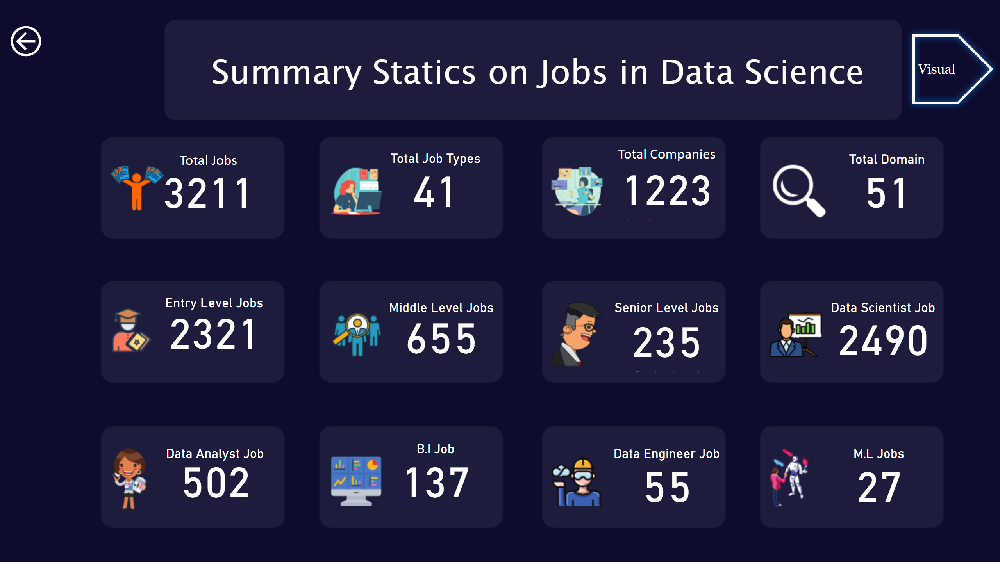 Summary Statics on Jobs in Data Science
Visual
Total Jobs
3211
Total Job Types
41
Total Companies
1223
Total Domain
51
Entry Level Jobs
2321
Middle Level Jobs
655
Senior Level Jobs
235
Data Scientist Job
2490
Data Analyst Job
502
B.I Job
137
Data Engineer Job
55
M.L Jobs
27